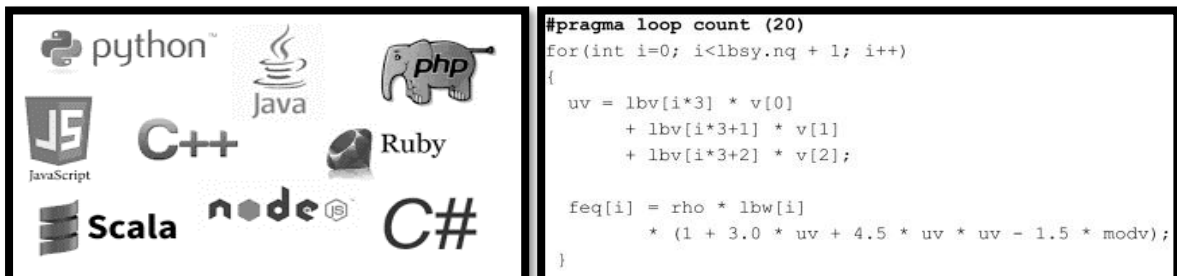 python™
Java
php
JS
JavaScript
C++
Ruby
Scala
node
JS
C#
#pragma loop count (20)
for(int i=0; i<lbsy.nq + 1; i++)
{
uv = lbv[i*3] * v[0]
+ lbv[i*3+1] * v[1]
+ lbv[i*3+2] * v[2];
feq[i] = rho * lbw[i]
* (1 + 3.0 * uv + 4.5 * uv * uv - 1.5 * modv);
}